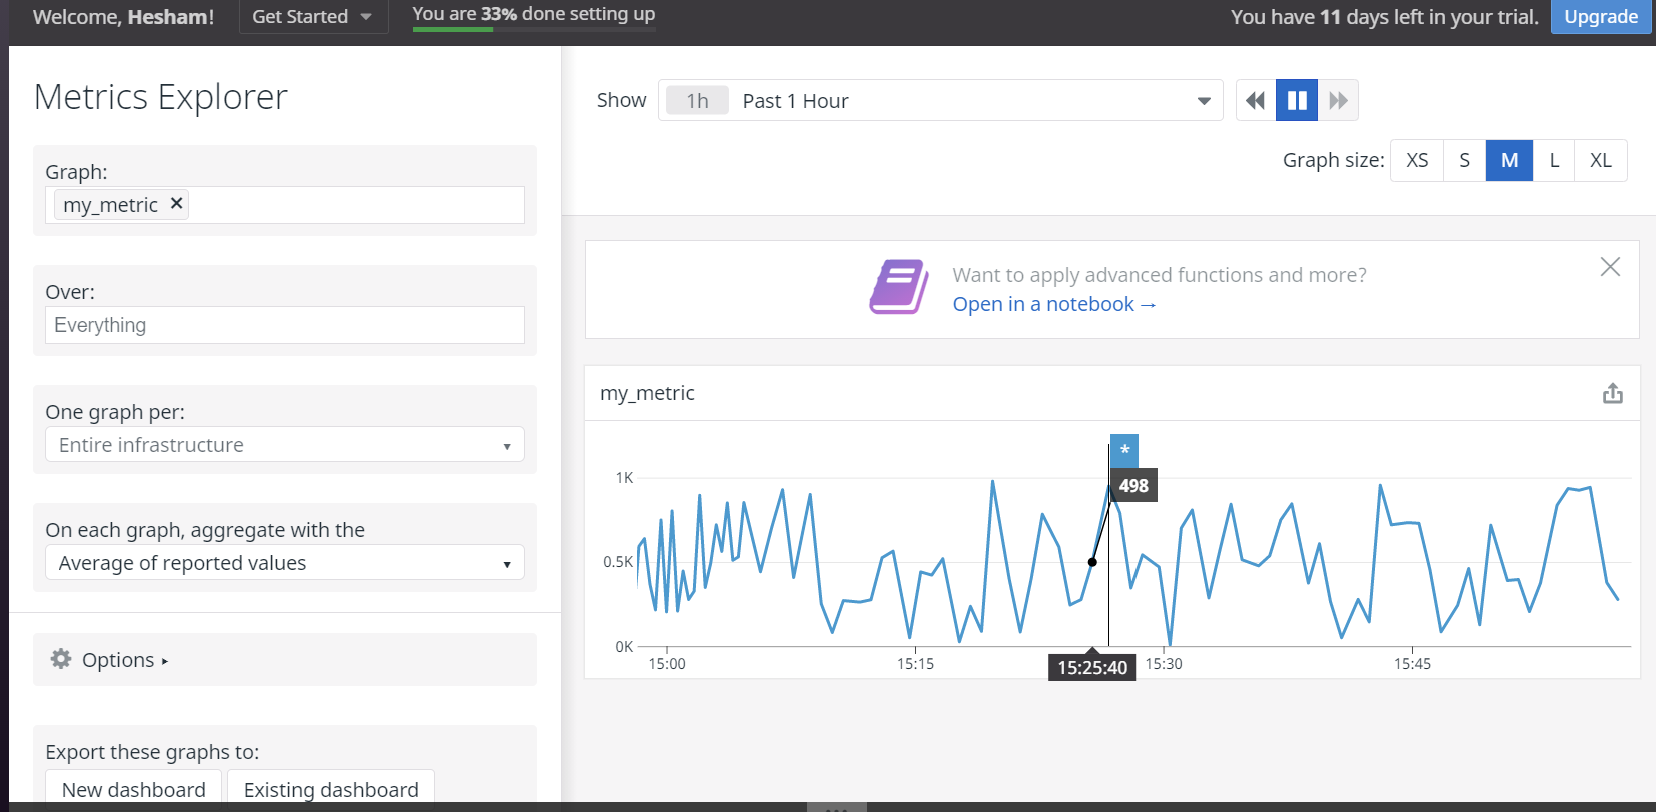 Welcome, Hesham!
Get Started
You are 33% done setting up
You have 11 days left in your trial.
Upgrade
Metrics Explorer
Graph:
my_metric ×
Over:
Everything
One graph per:
Entire infrastructure
On each graph, aggregate with the
Average of reported values
Options
Export these graphs to:
New dashboard
Existing dashboard
Show
1h Past 1 Hour
Graph size:
XS S M L XL
Want to apply advanced functions and more?
Open in a notebook →
my_metric
*
498
1K
0.5K
0K
15:00 15:15 15:25:40 15:30 15:45